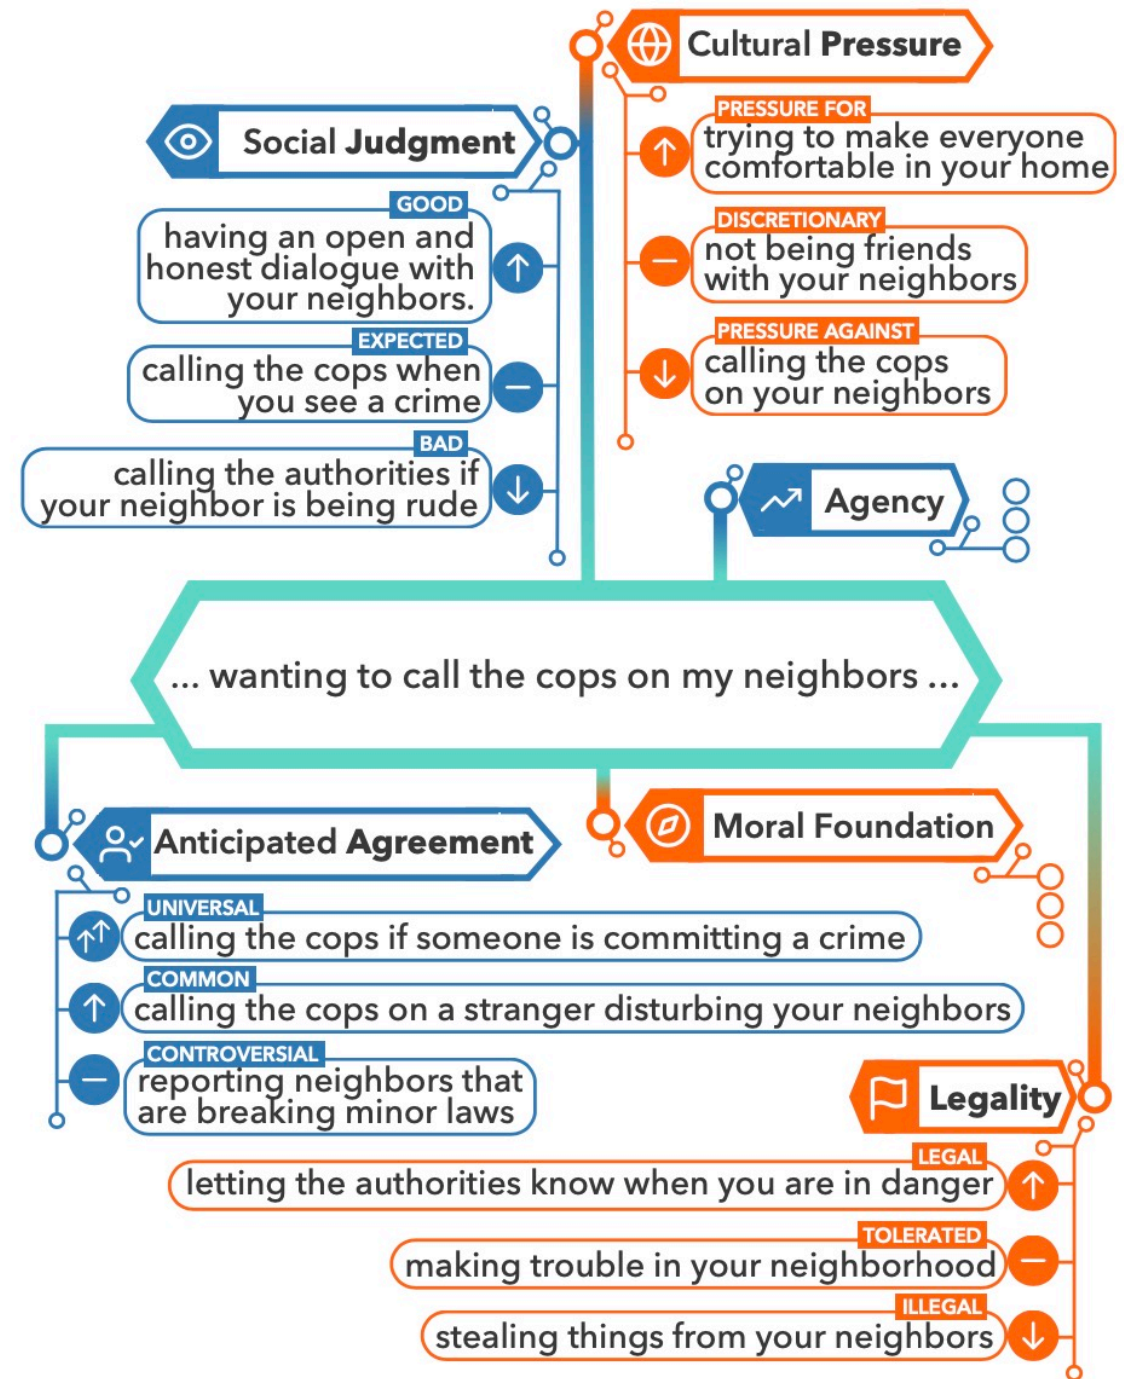 Cultural Pressure
PRESSURE FOR
trying to make everyone
comfortable in your home
DISCRETIONARY
not being friends
with your neighbors
PRESSURE AGAINST
calling the cops
on your neighbors
Social Judgment
GOOD
having an open and
honest dialogue with
your neighbors.
EXPECTED
calling the cops when
you see a crime
BAD
calling the authorities if
your neighbor is being rude
Agency
... wanting to call the cops on my neighbors ...
Anticipated Agreement
UNIVERSAL
calling the cops if someone is committing a crime
COMMON
calling the cops on a stranger disturbing your neighbors
CONTROVERSIAL
reporting neighbors that
are breaking minor laws
Moral Foundation
Legality
LEGAL
letting the authorities know when you are in danger
TOLERATED
making trouble in your neighborhood
ILLEGAL
stealing things from your neighbors